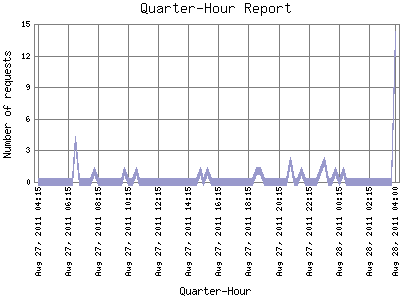 Quarter-Hour Report
Number of requests
15
12
9
6
3
0
Aug 27, 2011 04:15
Aug 27, 2011 06:15
Aug 27, 2011 08:15
Aug 27, 2011 10:15
Aug 27, 2011 12:15
Aug 27, 2011 14:15
Aug 27, 2011 16:15
Aug 27, 2011 18:15
Aug 27, 2011 20:15
Aug 27, 2011 22:15
Aug 28, 2011 00:15
Aug 28, 2011 02:15
Aug 28, 2011 04:00
Quarter-Hour